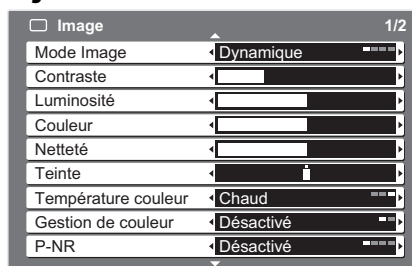 Image 1/2
Mode Image Dynamique
Contraste
Luminosité
Couleur
Netteté
Teinte
Température couleur Chaud
Gestion de couleur Désactivé
P-NR Désactivé